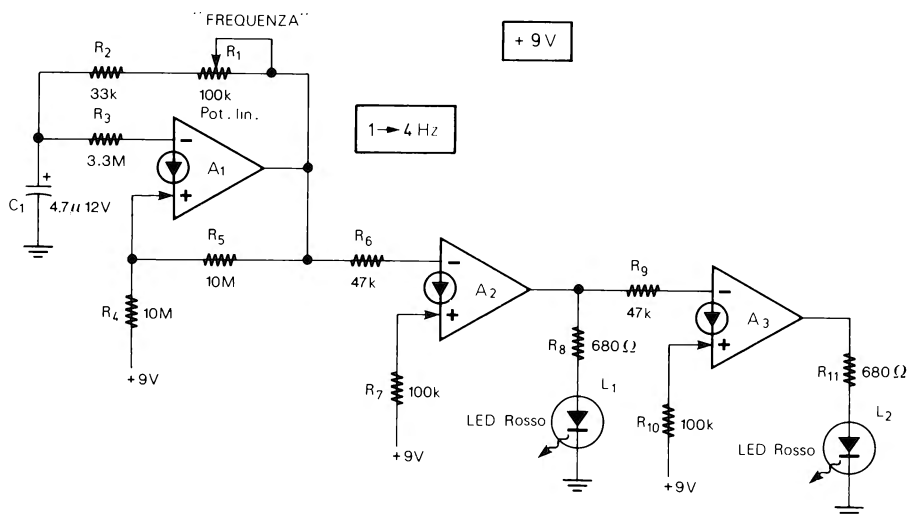 "FREQUENZA"
+ 9 V
R2
R1
33k
100k
Pot. lin.
R3
3.3M
1→ 4 Hz
−
A1
+
+
C1
4.7µ 12V
R5
10M
R6
47k
R4
10M
+9V
−
A2
+
R9
47k
−
A3
+
R7
100k
+9V
R8
680Ω
L1
LED Rosso
R10
100k
+9V
R11
680Ω
L2
LED Rosso